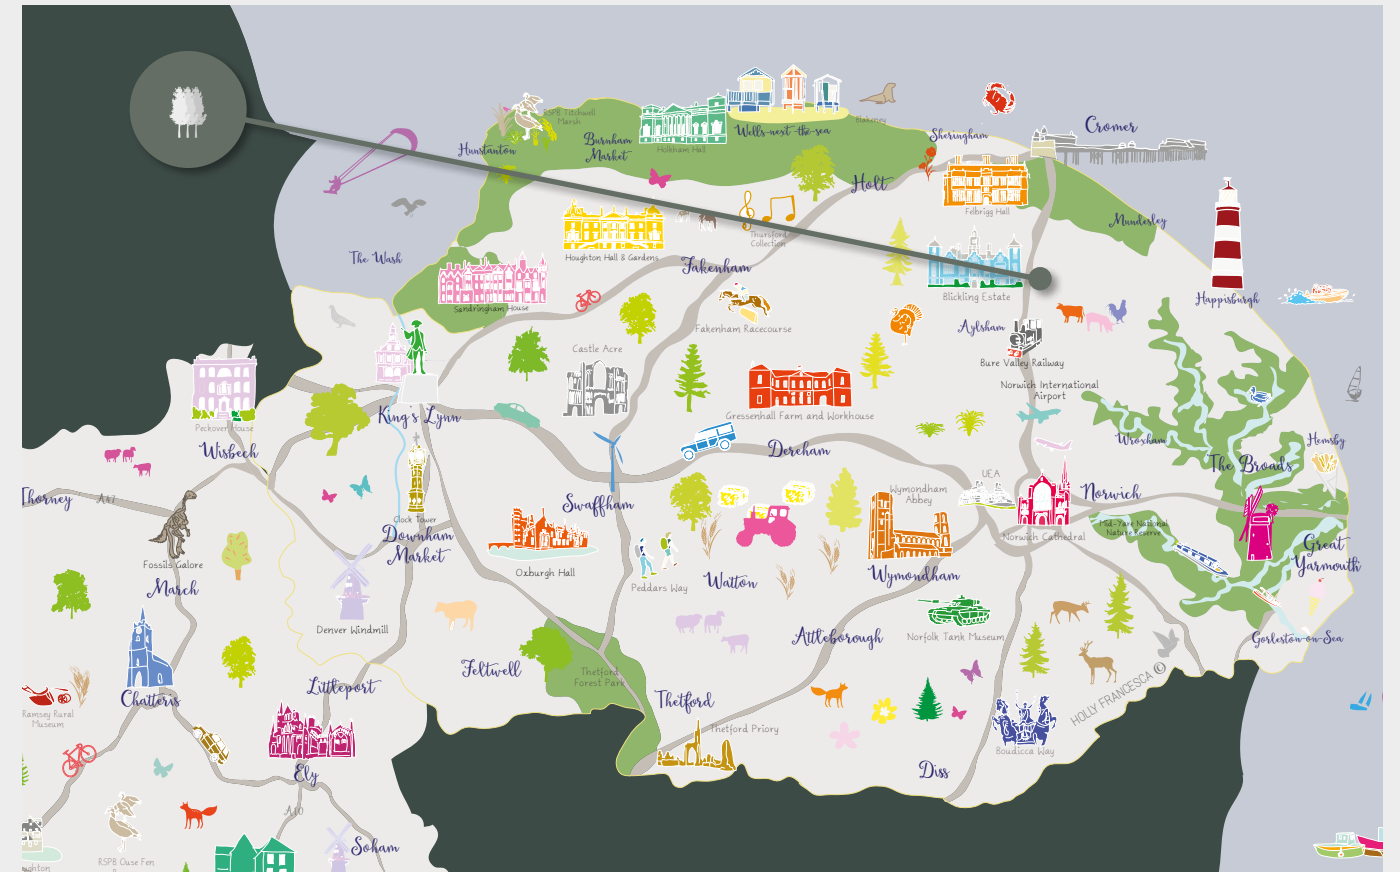 RSPB Titchwell
Marsh
Hunstanton
Burnham
Market
Holkham Hall
Wells-next-the-sea
Blakeney
Sheringham
Cromer
Holt
Felbrigg Hall
Mundesley
The Wash
Houghton Hall & Gardens
Thursford
Collection
Fakenham
Sandringham House
Blickling Estate
Happisburgh
Fakenham Racecourse
Aylsham
Castle Acre
Bure Valley Railway
Norwich International
Airport
King's Lynn
Gressenhall Farm and Workhouse
Peckover House
Wisbech
Dereham
Wroxham
Hemsby
The Broads
Thorney
A47
UEA
Wymondham
Abbey
Norwich
Swaffham
Clock Tower
Downham
Market
Norwich Cathedral
Mid-Yare National
Nature Reserve
Great
Yarmouth
Fossils Galore
March
Oxburgh Hall
Peddars Way
Watton
Wymondham
Denver Windmill
Attleborough
Norfolk Tank Museum
Gorleston-on-Sea
Feltwell
Thetford
Forest Park
Littleport
Chatteris
Thetford
HOLLY FRANCESCA ©
Ramsey Rural
Museum
Thetford Priory
Boudicca Way
Ely
Diss
A10
Soham
RSPB Ouse Fen